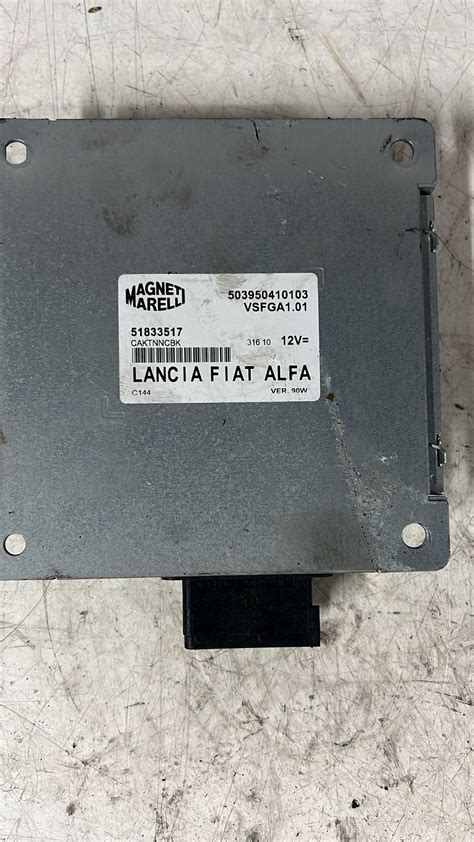 MAGNETI MARELLI
503950410103
VSFGA1.01
51833517
CAKTNNCBK
316 10 12V=
LANCIA FIAT ALFA
C144 VER. 90W